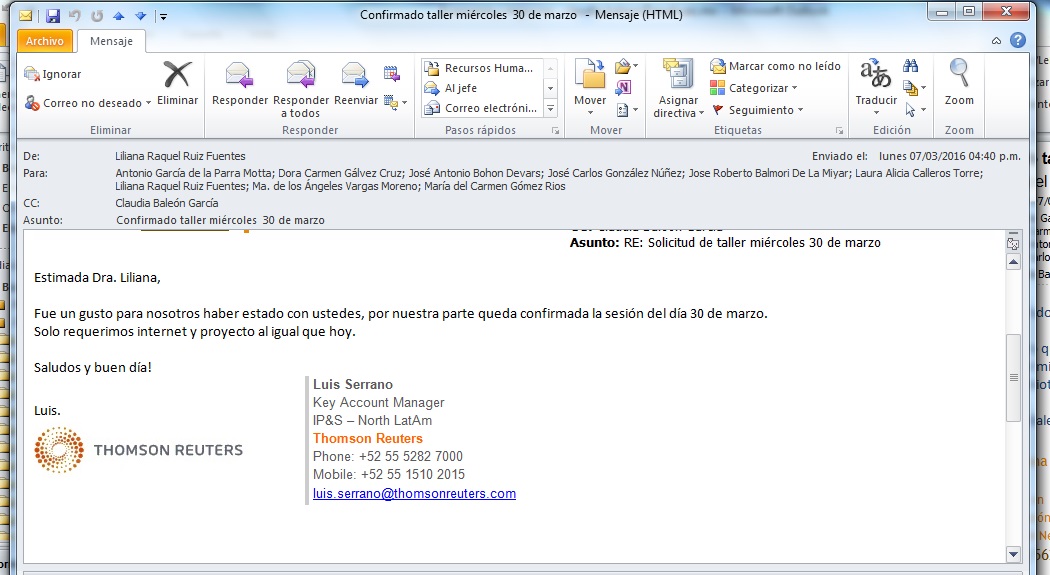 Confirmado taller miércoles 30 de marzo - Mensaje (HTML)
Archivo
Mensaje
Ignorar
Correo no deseado
Eliminar
Eliminar
Responder
Responder a todos
Reenviar
Responder
Recursos Huma...
Al jefe
Correo electróni...
Pasos rápidos
Mover
Mover
Asignar directiva
Marcar como no leído
Categorizar
Seguimiento
Etiquetas
Traducir
Edición
Zoom
Zoom
De: Liliana Raquel Ruiz Fuentes
Enviado el: lunes 07/03/2016 04:40 p.m.
Para: Antonio García de la Parra Motta; Dora Carmen Gálvez Cruz; José Antonio Bohon Devars; José Carlos González Núñez; Jose Roberto Balmori De La Miyar; Laura Alicia Calleros Torre;
Liliana Raquel Ruiz Fuentes; Ma. de los Ángeles Vargas Moreno; María del Carmen Gómez Rios
CC: Claudia Baleón García
Asunto: Confirmado taller miércoles 30 de marzo
Asunto: RE: Solicitud de taller miércoles 30 de marzo
Estimada Dra. Liliana,
Fue un gusto para nosotros haber estado con ustedes, por nuestra parte queda confirmada la sesión del día 30 de marzo.
Solo requerimos internet y proyecto al igual que hoy.
Saludos y buen día!
Luis.
THOMSON REUTERS
Luis Serrano
Key Account Manager
IP&S – North LatAm
Thomson Reuters
Phone: +52 55 5282 7000
Mobile: +52 55 1510 2015
luis.serrano@thomsonreuters.com